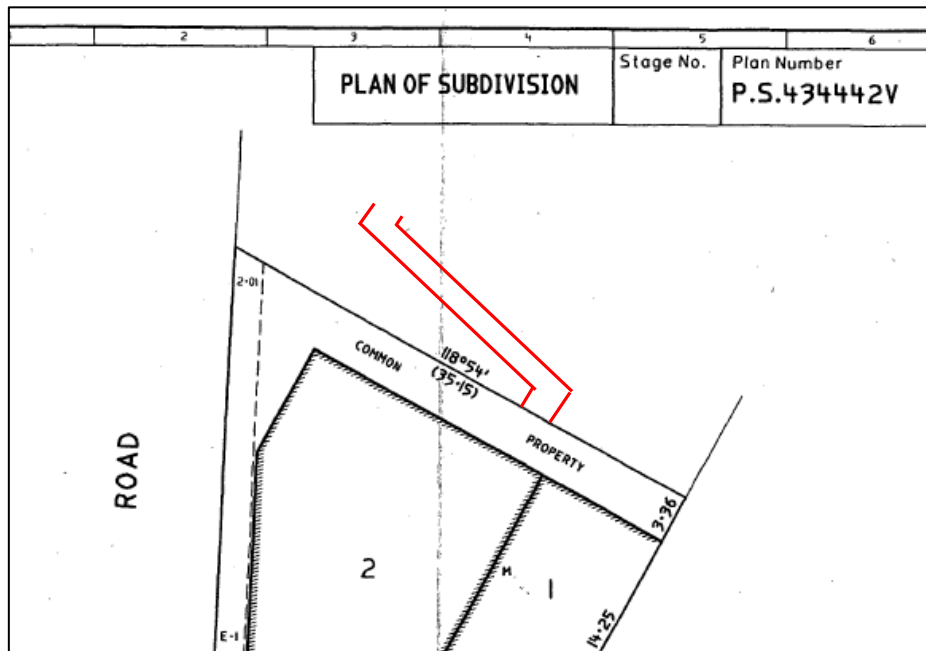 2 3 4 5 6
PLAN OF SUBDIVISION
Stage No.
Plan Number
P.S.434442V
2·01
COMMON
118°54'
(35·15)
PROPERTY
ROAD
3·36
2
M
1
14·25
E-1